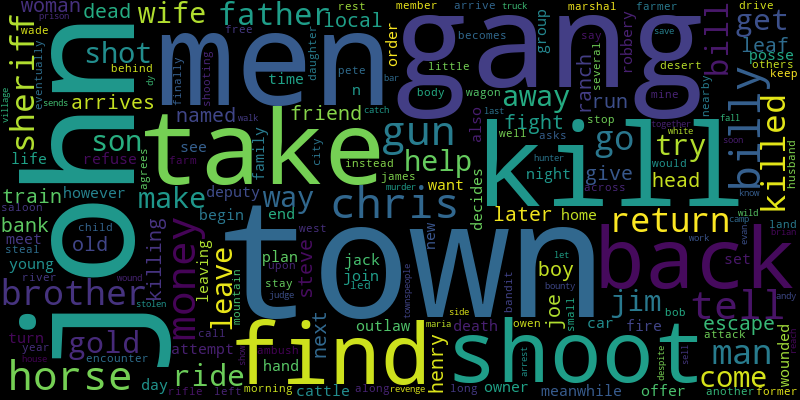 woman
dead
wife
father
local
rest
member
arrive
truck
marshal
farmer
drive
prison
wade
free
say
save
get
john
men
gang
bill
leaf
posse
shot
behind
order
group
becomes
several
robbery
desert
others
keep
sheriff
eventually
arrives
finally
shooting
time
daughter
pete
n
bar
little
body
wagon
away
ranch
run
mine
nearby
billy
killed
village
sends
son
named
friend
walk
gun
also
last
well
fight
stop
kill
go
together
white
try
fall
soon
husband
life
refuse
see
farm
take
family
city
instead
catch
james
murder
help
want
asks
hunter
night
across
give
would
head
know
train
however
agrees
make
deputy
way
chris
decides
later
home
return
wild
camp
land
bank
saloon
child
begin
end
west
new
town
back
work
brian
meet
old
steal
young
river
wound
killing
money
leaving
leave
mountain
plan
upon
stay
judge
steve
jack
join
led
townspeople
bandit
boy
let
bounty
small
joe
set
tell
jim
bob
andy
brother
gold
stolen
turn
year
house
encounter
call
attempt
ambush
find
next
outlaw
maria
side
death
owen
car
fire
escape
attack
man
wounded
despite
sell
shoot
arrest
horse
day
ride
hand
morning
rifle
left
cattle
along
revenge
henry
long
owner
meanwhile
offer
come
another
former